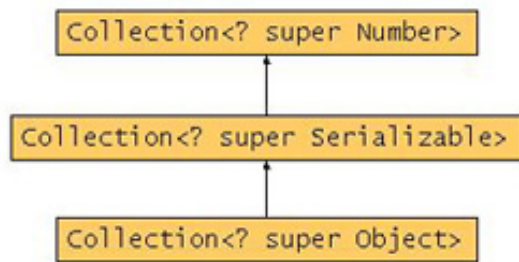 Collection<? super Number>
Collection<? super Serializable>
Collection<? super Object>